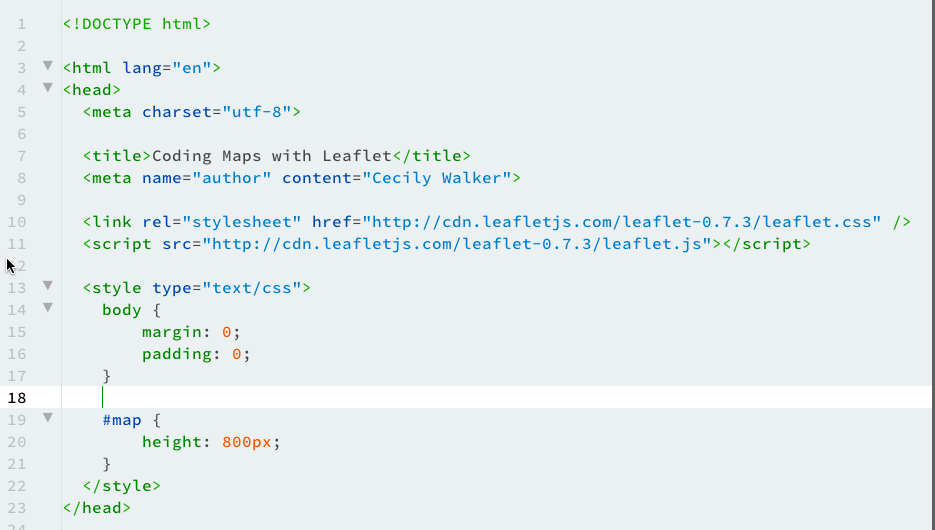 1 <!DOCTYPE html>
2
3 <html lang="en">
4 <head>
5 <meta charset="utf-8">
6
7 <title>Coding Maps with Leaflet</title>
8 <meta name="author" content="Cecily Walker">
9
10 <link rel="stylesheet" href="http://cdn.leafletjs.com/leaflet-0.7.3/leaflet.css" />
11 <script src="http://cdn.leafletjs.com/leaflet-0.7.3/leaflet.js"></script>
2
13 <style type="text/css">
14 body {
15 margin: 0;
16 padding: 0;
17 }
18
19 #map {
20 height: 800px;
21 }
22 </style>
23 </head>